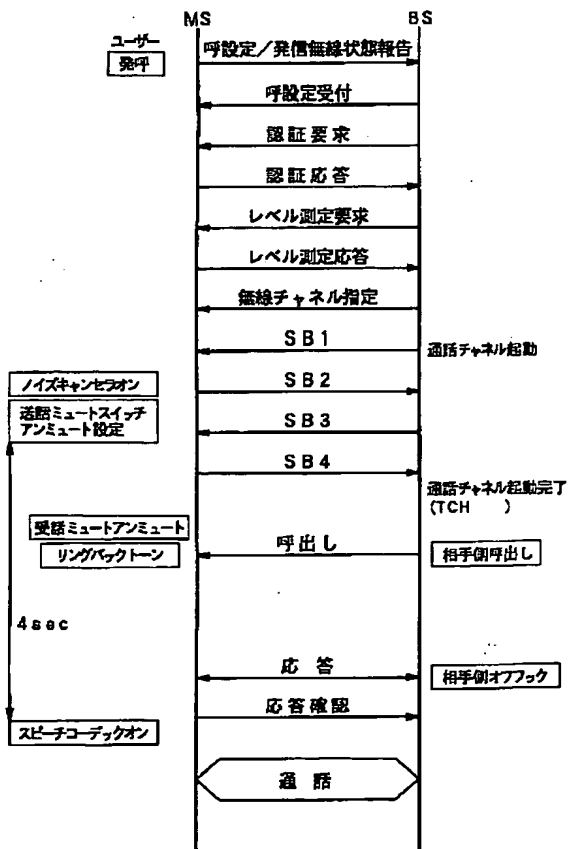 MS BS
ユーザー
発呼
呼設定／発信無線状態報告
呼設定受付
認証要求
認証応答
レベル測定要求
レベル測定応答
無線チャネル指定
SB1
通話チャネル起動
ノイズキャンセラオン
SB2
送話ミュートスイッチ
アンミュート設定
SB3
SB4
通話チャネル起動完了
(TCH )
受話ミュートアンミュート
リングバックトーン
呼出し
相手側呼出し
4sec
応答
相手側オフフック
応答確認
スピーチコーデックオン
通話